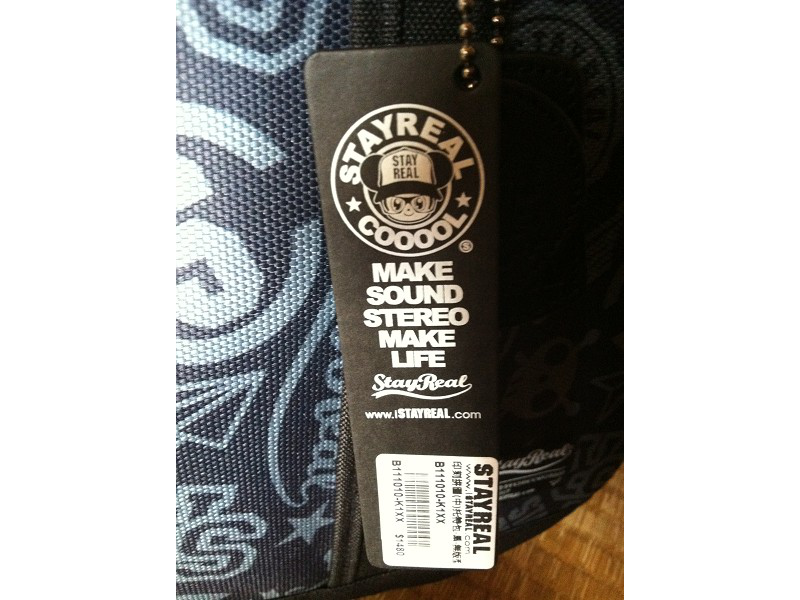 STAYREAL
STAY
REAL
COOOOL
MAKE
SOUND
STEREO
MAKE
LIFE
StayReal
www.iSTAYREAL.com
STAYREAL
www.iSTAYREAL.com
B111010-K1XX
B111010-K1XX $1480
StayReal